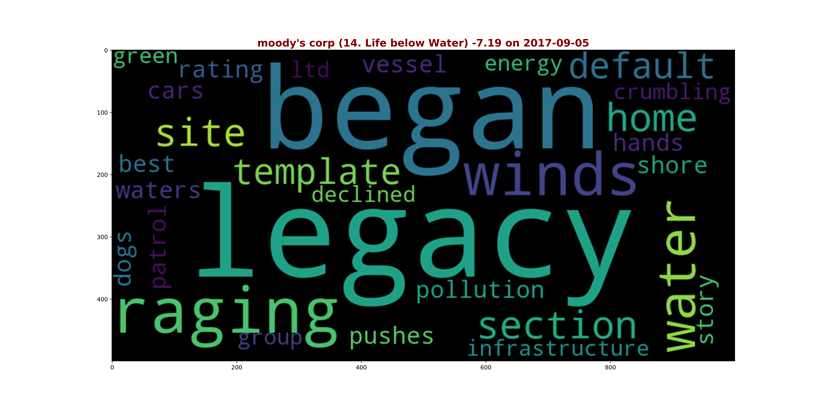 moody's corp (14. Life below Water) -7.19 on 2017-09-05
0
100
200
300
400
0
200
400
600
800
green
rating
ltd
vessel
energy
default
cars
began
crumbling
site
home
hands
best
template
winds
shore
waters
declined
legacy
dogs
patrol
water
story
pollution
raging
group
pushes
section
infrastructure